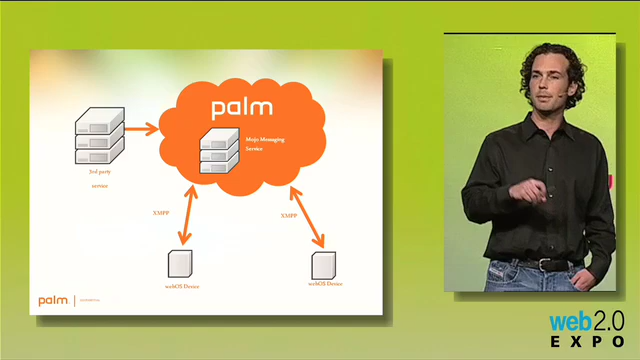 palm
Mojo Messaging
Service
3rd party
service
XMPP
XMPP
webOS Device
webOS Device
palm
web2.0
EXPO